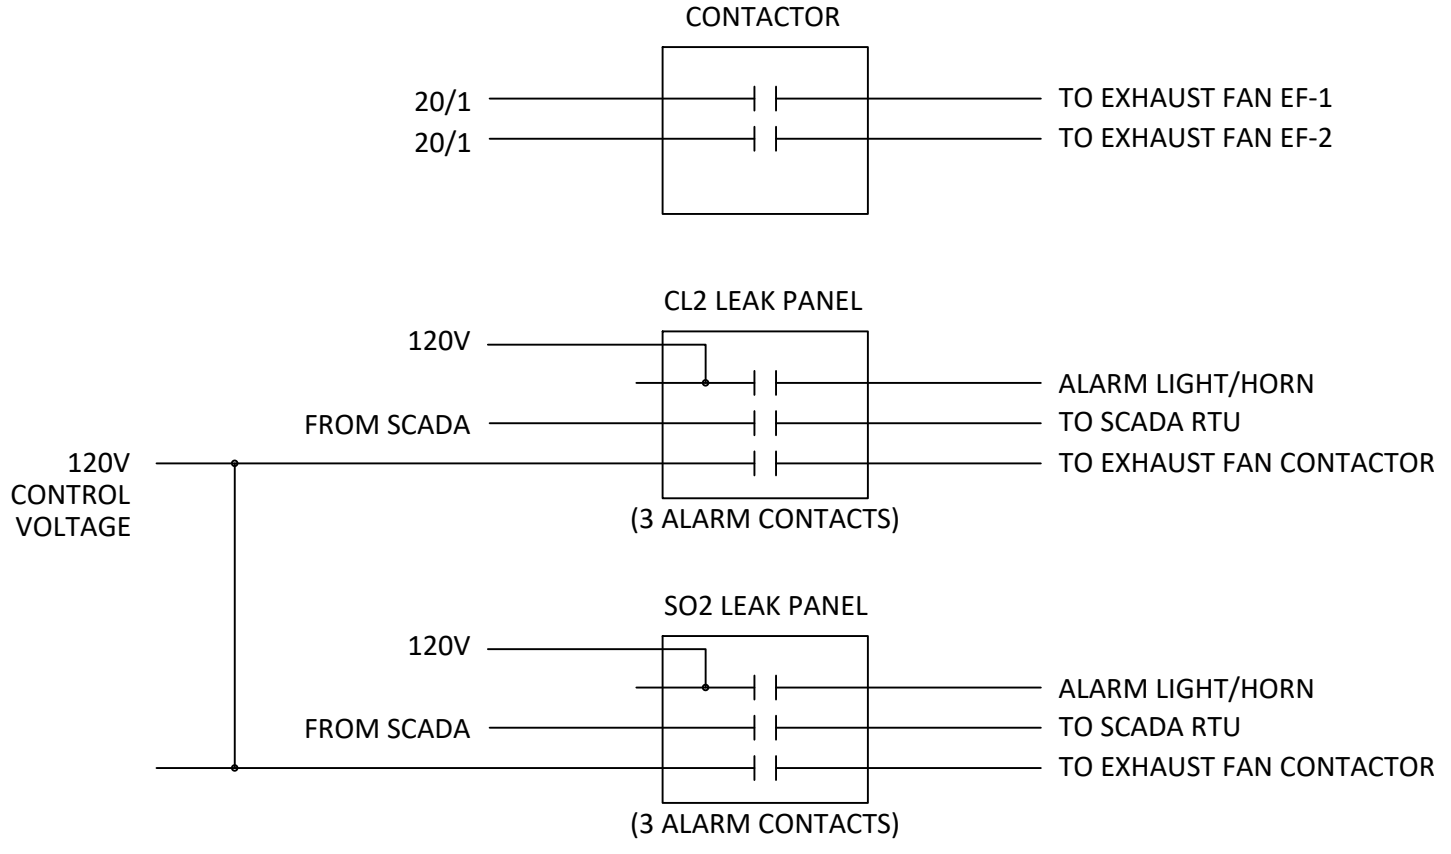 CONTACTOR
20/1
TO EXHAUST FAN EF-1
20/1
TO EXHAUST FAN EF-2
CL2 LEAK PANEL
120V
ALARM LIGHT/HORN
FROM SCADA
TO SCADA RTU
120V
CONTROL
VOLTAGE
TO EXHAUST FAN CONTACTOR
(3 ALARM CONTACTS)
SO2 LEAK PANEL
120V
ALARM LIGHT/HORN
FROM SCADA
TO SCADA RTU
TO EXHAUST FAN CONTACTOR
(3 ALARM CONTACTS)